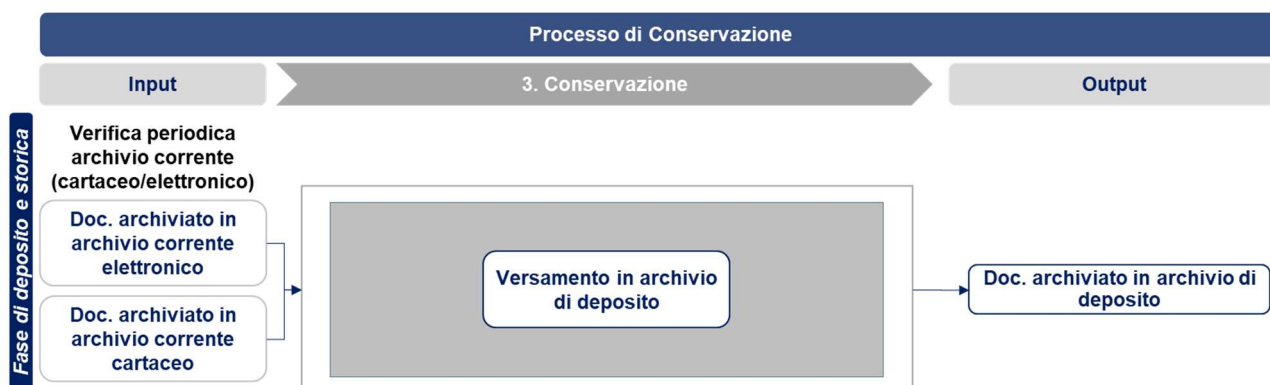 Processo di Conservazione
Input
3. Conservazione
Output
Fase di deposito e storica
Verifica periodica
archivio corrente
(cartaceo/elettronico)
Doc. archiviato in
archivio corrente
elettronico
Doc. archiviato in
archivio corrente
cartaceo
Versamento in archivio
di deposito
Doc. archiviato in archivio di
deposito